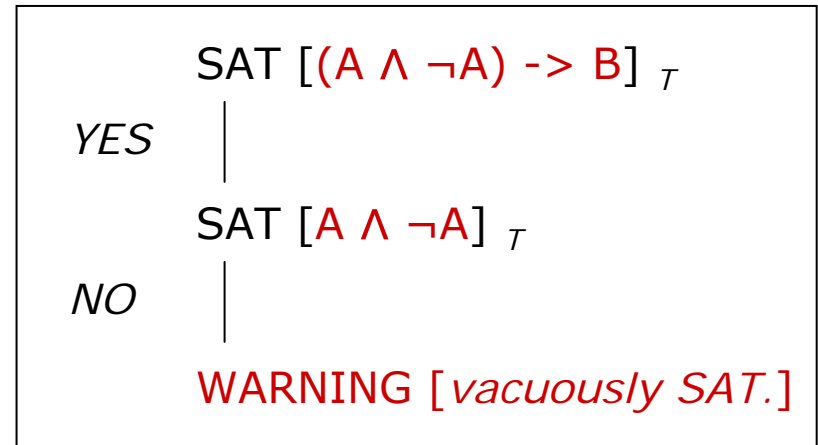 SAT [(A Λ ¬A) -> B] T
YES
SAT [A Λ ¬A] T
NO
WARNING [vacuously SAT.]